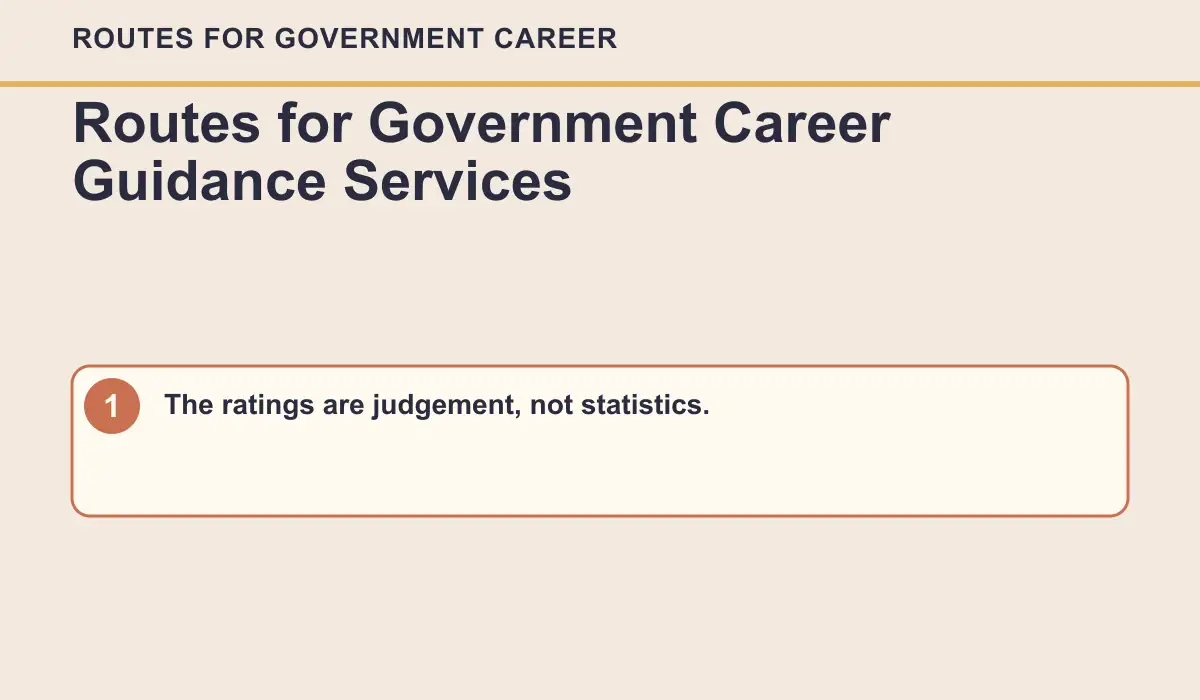 ROUTES FOR GOVERNMENT CAREER
Routes for Government Career
Guidance Services
1 The ratings are judgement, not statistics.